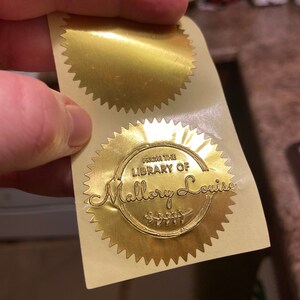 FROM THE
LIBRARY OF
Mallory Louise